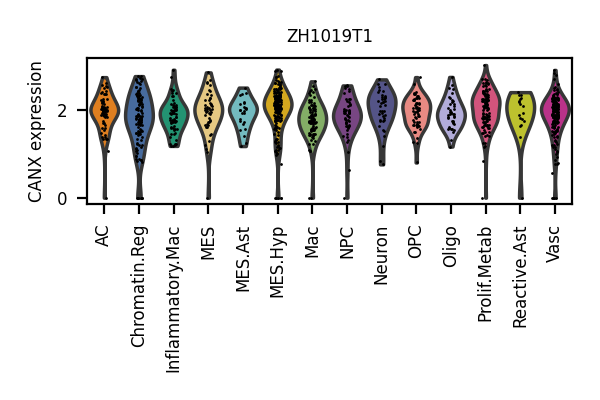 ZH1019T1
CANX expression
2
0
AC
Chromatin.Reg
Inflammatory.Mac
MES
MES.Ast
MES.Hyp
Mac
NPC
Neuron
OPC
Oligo
Prolif.Metab
Reactive.Ast
Vasc